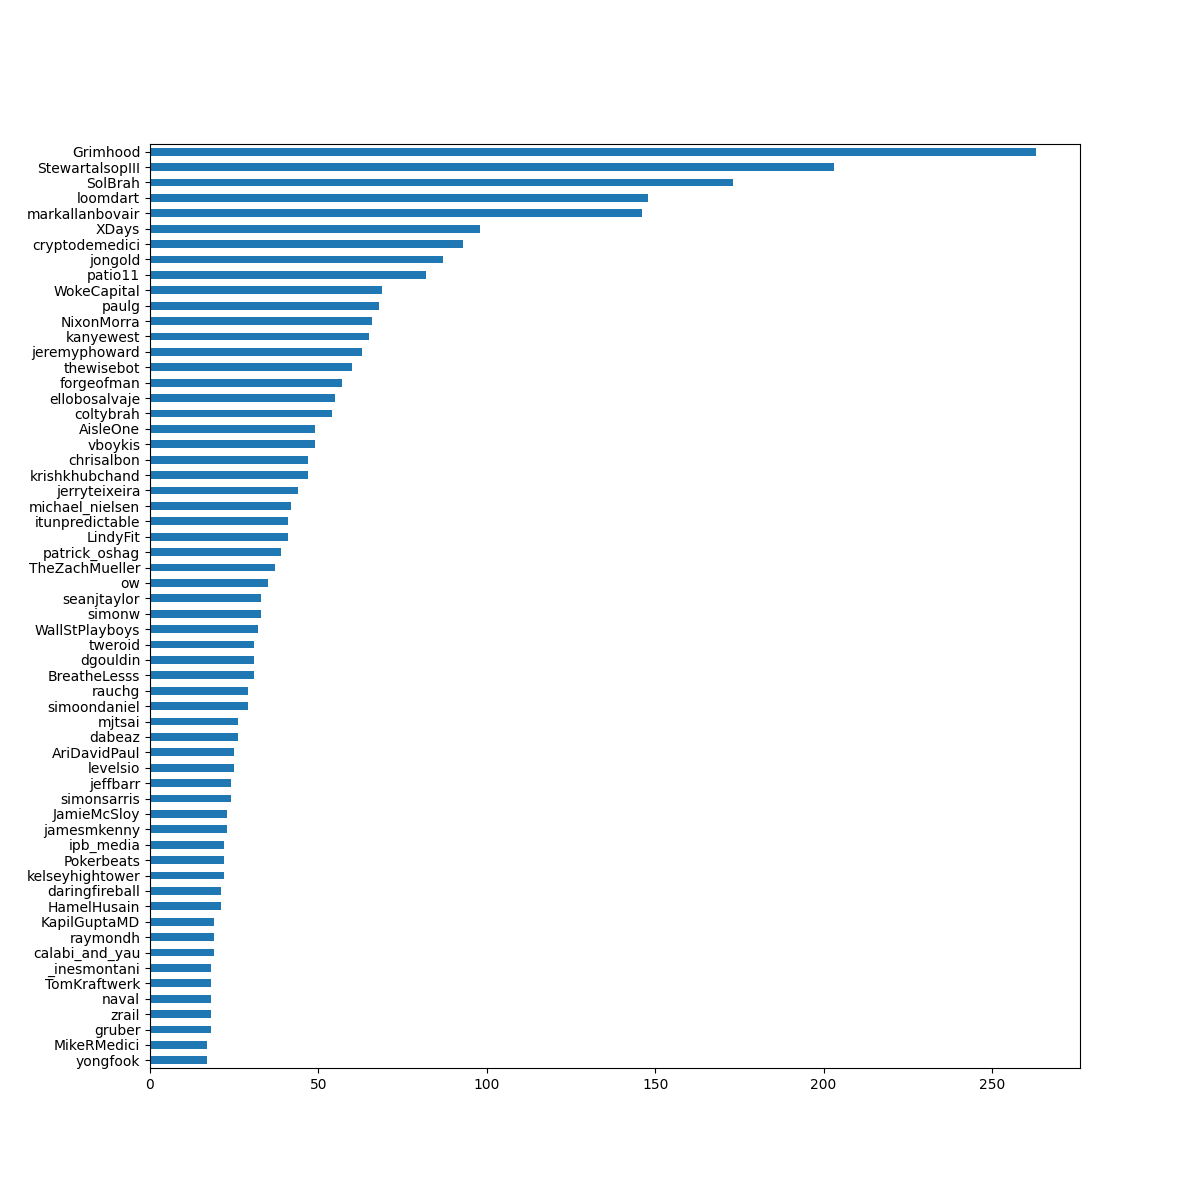 Grimhood
StewartalsopIII
SolBrah
loomdart
markallanbovair
XDays
cryptodemedici
jongold
patio11
WokeCapital
paulg
NixonMorra
kanyewest
jeremyphoward
thewisebot
forgeofman
ellobosalvaje
coltybrah
AisleOne
vboykis
chrisalbon
krishkhubchand
jerryteixeira
michael_nielsen
itunpredictable
LindyFit
patrick_oshag
TheZachMueller
ow
seanjtaylor
simonw
WallStPlayboys
tweroid
dgouldin
BreatheLesss
rauchg
simoondaniel
mjtsai
dabeaz
AriDavidPaul
levelsio
jeffbarr
simonsarris
JamieMcSloy
jamesmkenny
ipb_media
Pokerbeats
kelseyhightower
daringfireball
HamelHusain
KapilGuptaMD
raymondh
calabi_and_yau
_inesmontani
TomKraftwerk
naval
zrail
gruber
MikeRMedici
yongfook
0 50 100 150 200 250